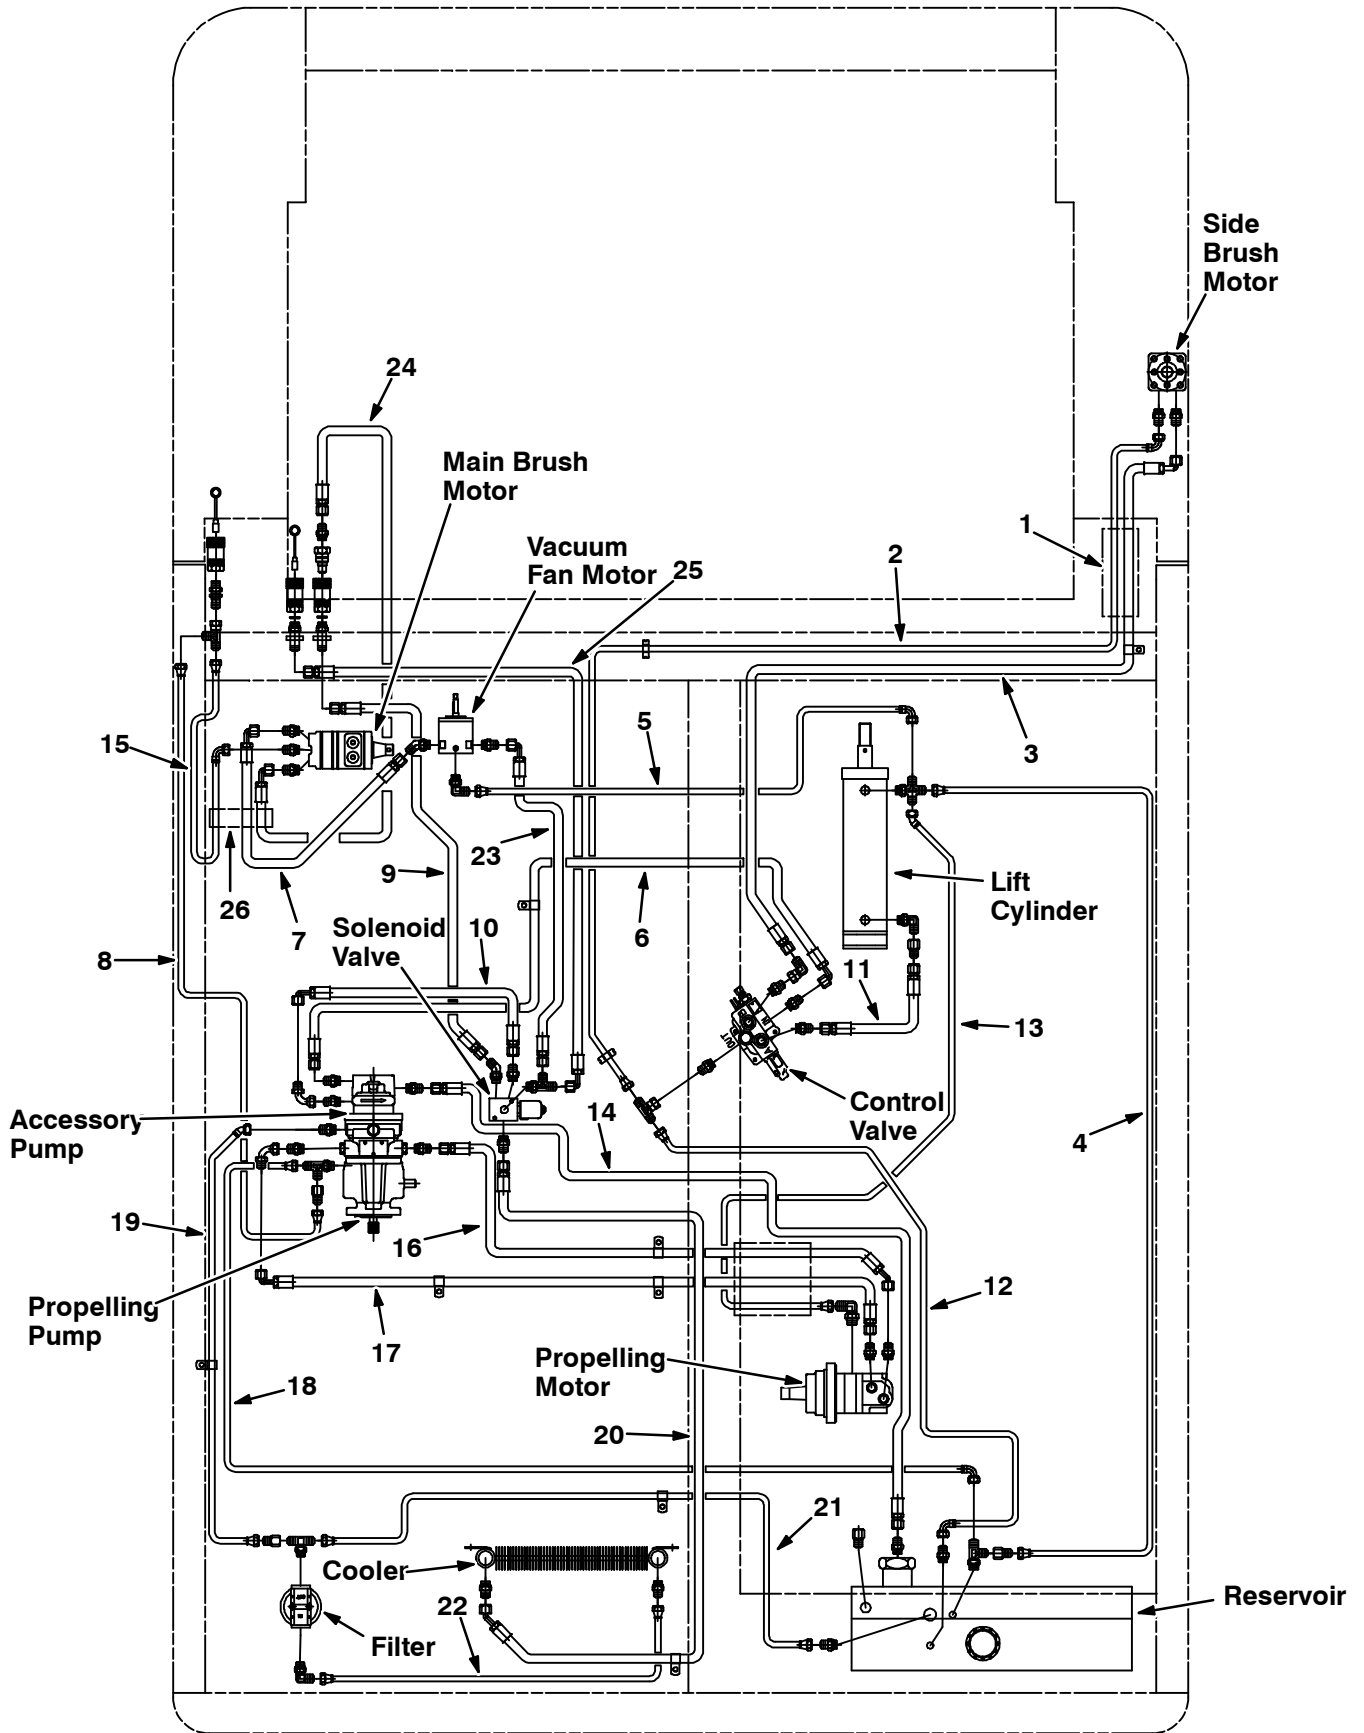 Side
Brush
Motor
24
Main Brush
Motor
1
Vacuum
Fan Motor
25
2
3
5
15
23
9
26
7
6
Lift
Cylinder
Solenoid
Valve
10
8
11
13
OUT
IN
Control
Valve
Accessory
Pump
14
4
19
16
12
Propelling
Pump
17
Propelling
Motor
18
20
21
Cooler
Reservoir
22
Filter